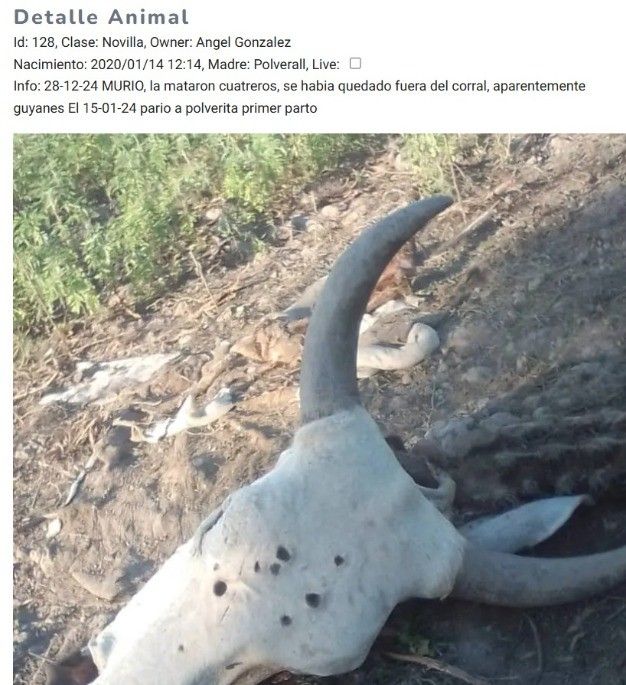 Detalle Animal
Id: 128, Clase: Novilla, Owner: Angel Gonzalez
Nacimiento: 2020/01/14 12:14, Madre: Polverall, Live:
Info: 28-12-24 MURIO, la mataron cuatreros, se habia quedado fuera del corral, aparentemente
guyanes El 15-01-24 pario a polverita primer parto